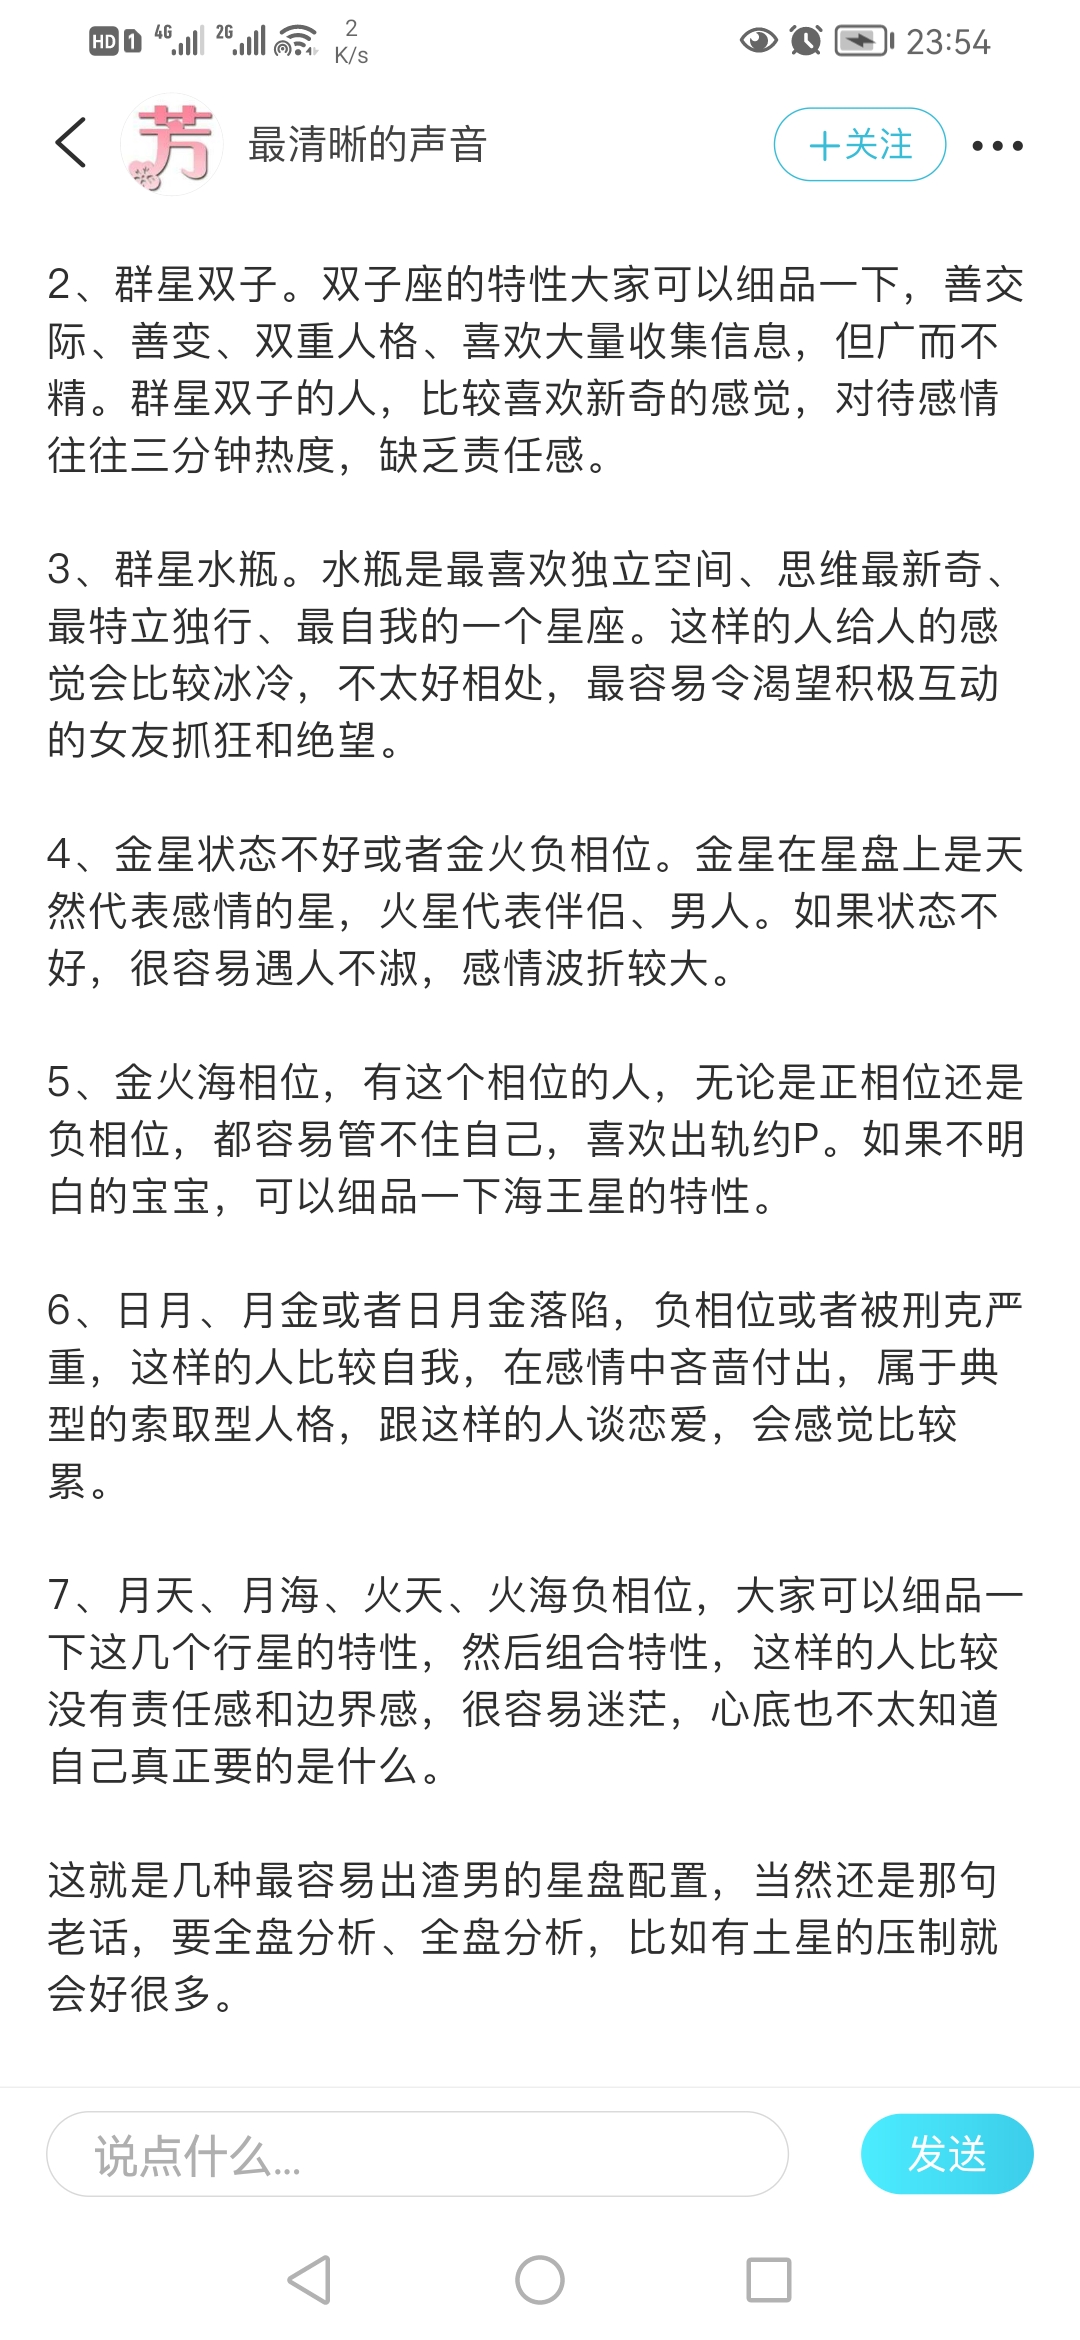 HD 1 4G 2G 2 K/s 23:54
芳 最清晰的声音 +关注
2、群星双子。双子座的特性大家可以细品一下，善交
际、善变、双重人格、喜欢大量收集信息，但广而不
精。群星双子的人，比较喜欢新奇的感觉，对待感情
往往三分钟热度，缺乏责任感。
3、群星水瓶。水瓶是最喜欢独立空间、思维最新奇、
最特立独行、最自我的一个星座。这样的人给人的感
觉会比较冰冷，不太好相处，最容易令渴望积极互动
的女友抓狂和绝望。
4、金星状态不好或者金火负相位。金星在星盘上是天
然代表感情的星，火星代表伴侣、男人。如果状态不
好，很容易遇人不淑，感情波折较大。
5、金火海相位，有这个相位的人，无论是正相位还是
负相位，都容易管不住自己，喜欢出轨约P。如果不明
白的宝宝，可以细品一下海王星的特性。
6、日月、月金或者日月金落陷，负相位或者被刑克严
重，这样的人比较自我，在感情中吝啬付出，属于典
型的索取型人格，跟这样的人谈恋爱，会感觉比较
累。
7、月天、月海、火天、火海负相位，大家可以细品一
下这几个行星的特性，然后组合特性，这样的人比较
没有责任感和边界感，很容易迷茫，心底也不太知道
自己真正要的是什么。
这就是几种最容易出渣男的星盘配置，当然还是那句
老话，要全盘分析、全盘分析，比如有土星的压制就
会好很多。
说点什么... 发送